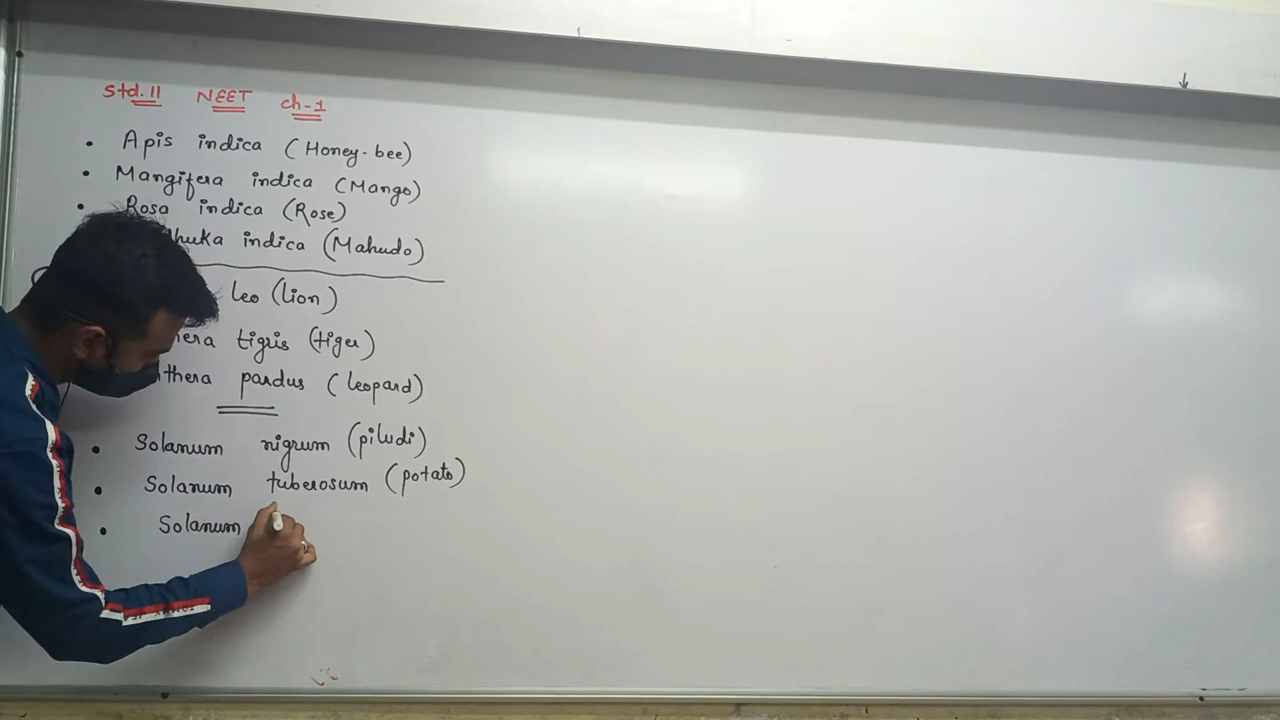 Std. 11 NEET ch-1
• Apis indica (Honey-bee)
• Mangifera indica (Mango)
• Rosa indica (Rose)
indica (Mahudo)
leo (lion)
tigris (tiger)
pardus (leopard)
• Solanum nigrum (piludi)
• Solanum tuberosum (potato)
• Solanum